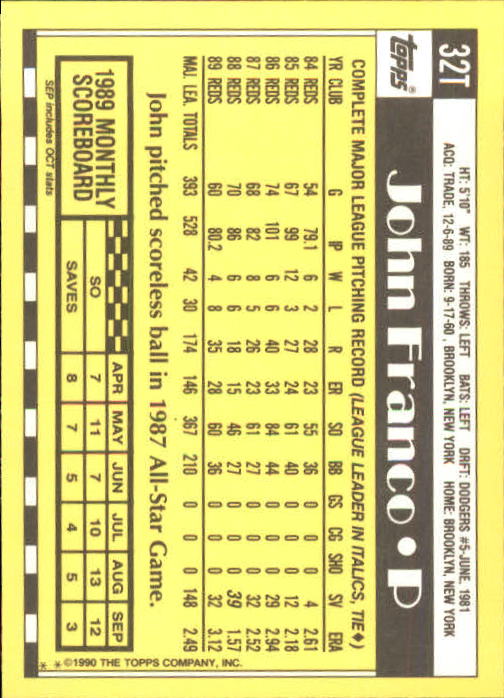 32T
HT: 5'10" WT: 185 THROWS: LEFT BATS: LEFT DRFT: DODGERS #5-JUNE, 1981
ACQ: TRADE, 12-6-89 BORN: 9-17-60, BROOKLYN, NEW YORK HOME: BROOKLYN, NEW YORK
topps®
John Franco • P
COMPLETE MAJOR LEAGUE PITCHING RECORD (LEAGUE LEADER IN ITALICS, TIE♦)
YR CLUB G IP W L R ER SO BB GS CG SHO SV ERA
84 REDS 54 79.1 6 2 28 23 55 36 0 0 0 4 2.61
85 REDS 67 99 12 3 27 24 61 40 0 0 0 12 2.18
86 REDS 74 101 6 6 40 33 84 44 0 0 0 29 2.94
87 REDS 68 82 8 5 26 23 61 27 0 0 0 32 2.52
88 REDS 70 86 6 6 18 15 46 27 0 0 0 39 1.57
89 REDS 60 80.2 4 8 35 28 60 36 0 0 0 32 3.12
MAJ. LEA. TOTALS 393 528 42 30 174 146 367 210 0 0 0 148 2.49
John pitched scoreless ball in 1987 All-Star Game.
1989 MONTHLY
SCOREBOARD
SEP includes OCT stats
APR MAY JUN JUL AUG SEP
SO 7 11 7 10 13 12
SAVES 8 7 5 4 5 3
* * ©1990 THE TOPPS COMPANY, INC.